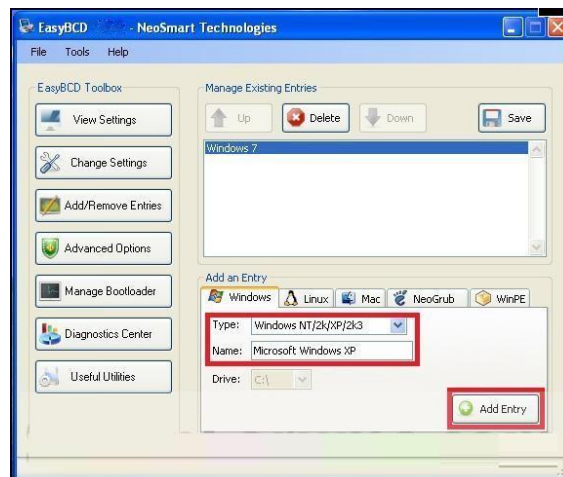 EasyBCD - NeoSmart Technologies
File Tools Help
EasyBCD Toolbox
View Settings
Change Settings
Add/Remove Entries
Advanced Options
Manage Bootloader
Diagnostics Center
Useful Utilities
Manage Existing Entries
Up Delete Down Save
Windows 7
Add an Entry
Windows Linux Mac NeoGrub WinPE
Type: Windows NT/2k/XP/2k3
Name: Microsoft Windows XP
Drive: C:\
Add Entry